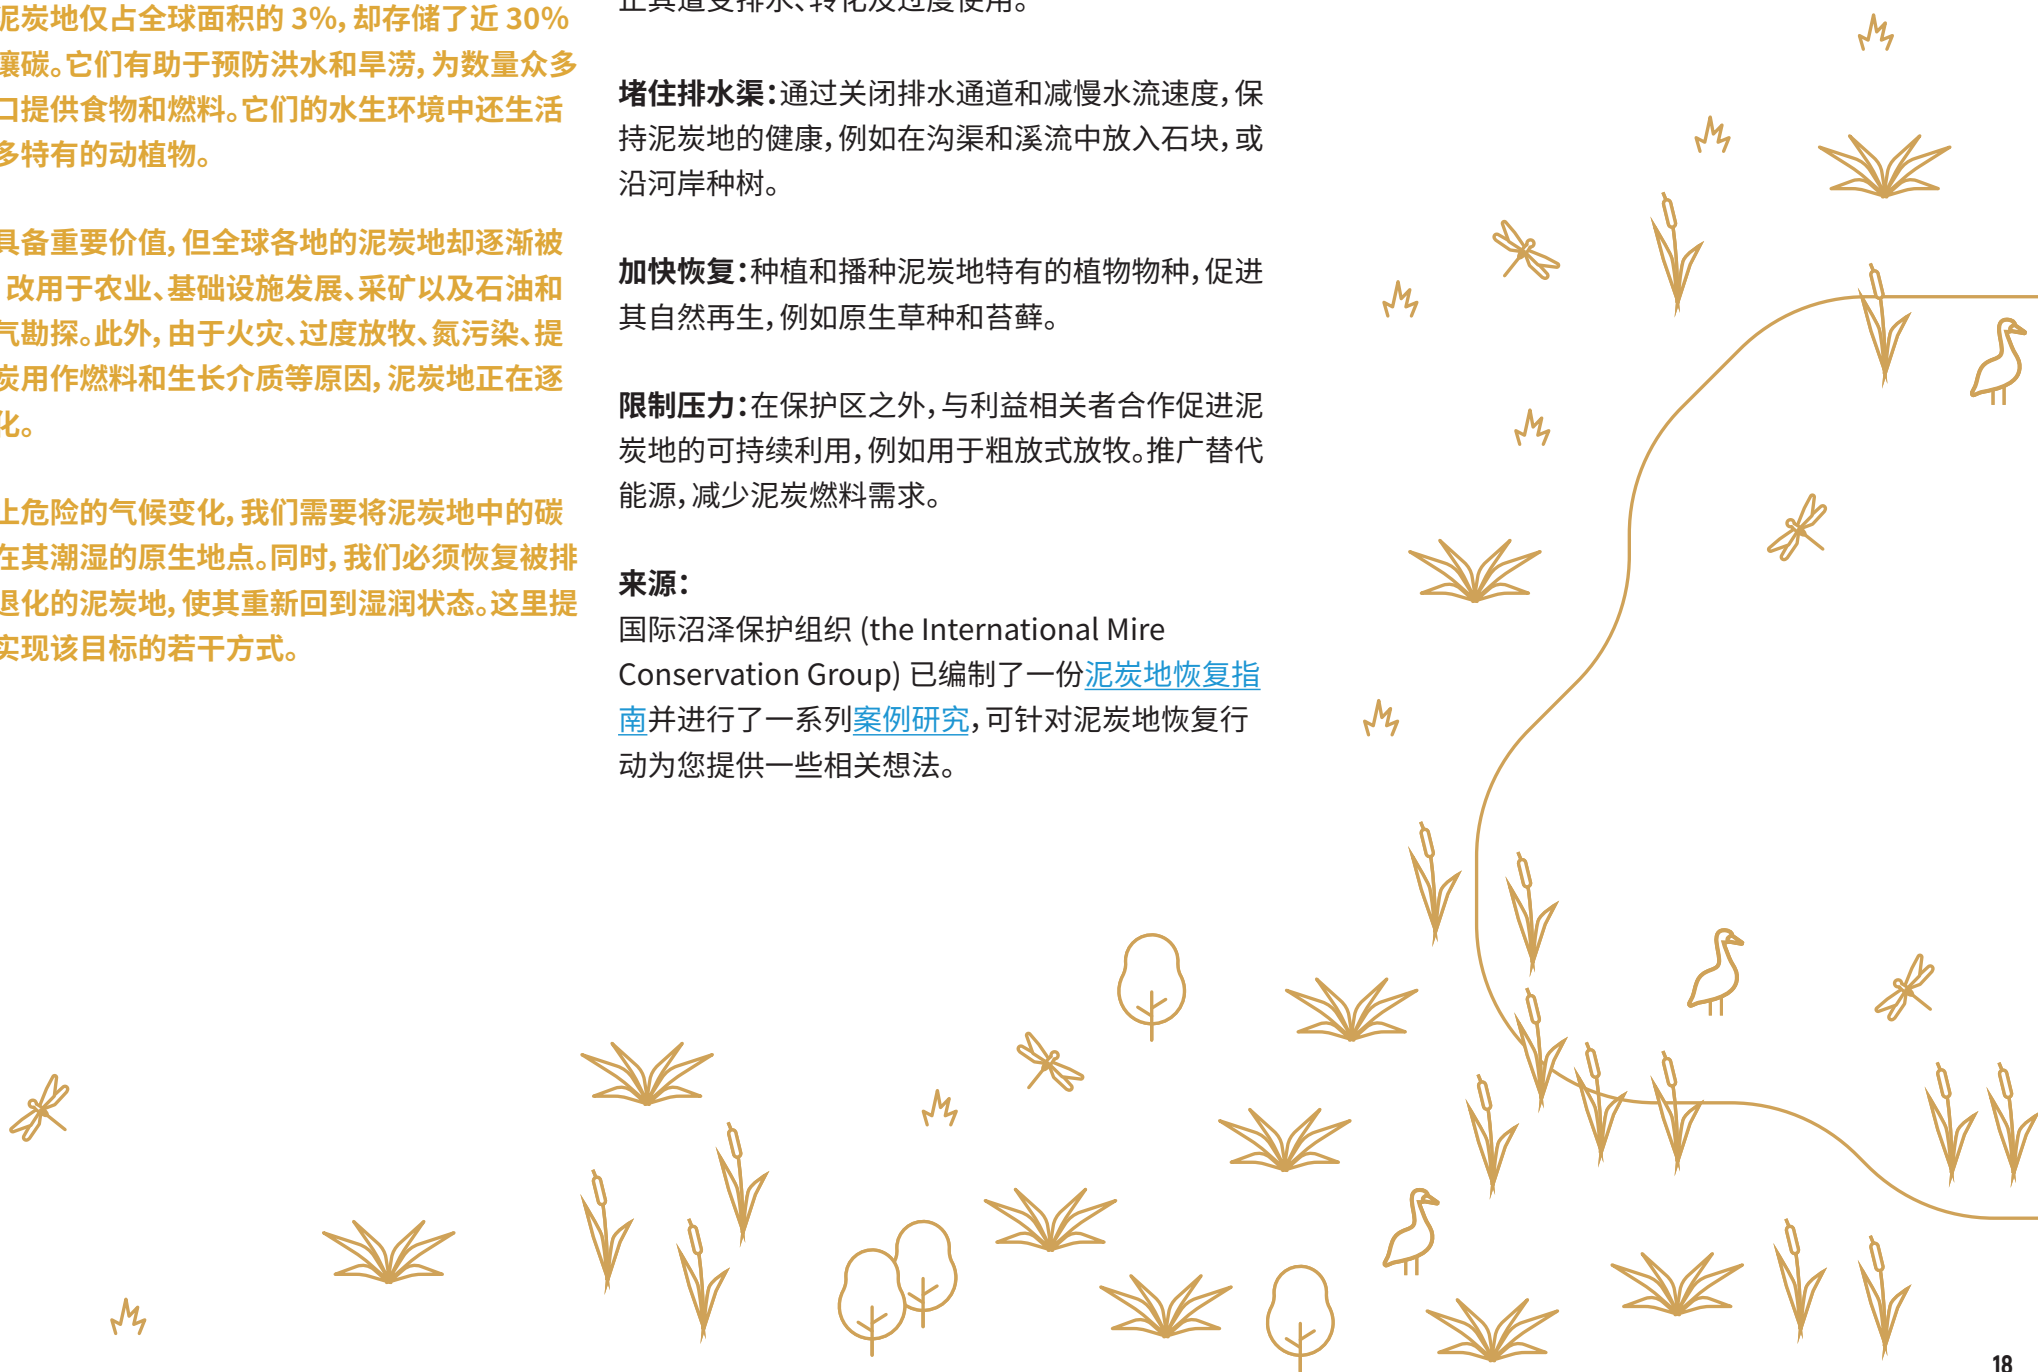 泥炭地仅占全球面积的 3%，却存储了近 30%
壤碳。它们有助于预防洪水和旱涝，为数量众多
口提供食物和燃料。它们的水生环境中还生活
多特有的动植物。
具备重要价值，但全球各地的泥炭地却逐渐被
改用于农业、基础设施发展、采矿以及石油和
气勘探。此外，由于火灾、过度放牧、氮污染、提
炭用作燃料和生长介质等原因，泥炭地正在逐
化。
止危险的气候变化，我们需要将泥炭地中的碳
在其潮湿的原生地点。同时，我们必须恢复被排
退化的泥炭地，使其重新回到湿润状态。这里提
实现该目标的若干方式。
止其遭受排水、转化及过度使用。
堵住排水渠：通过关闭排水通道和减慢水流速度，保
持泥炭地的健康，例如在沟渠和溪流中放入石块，或
沿河岸种树。
加快恢复：种植和播种泥炭地特有的植物物种，促进
其自然再生，例如原生草种和苔藓。
限制压力：在保护区之外，与利益相关者合作促进泥
炭地的可持续利用，例如用于粗放式放牧。推广替代
能源，减少泥炭燃料需求。
来源：
国际沼泽保护组织 (the International Mire
Conservation Group) 已编制了一份泥炭地恢复指
南并进行了一系列案例研究，可针对泥炭地恢复行
动为您提供一些相关想法。
18